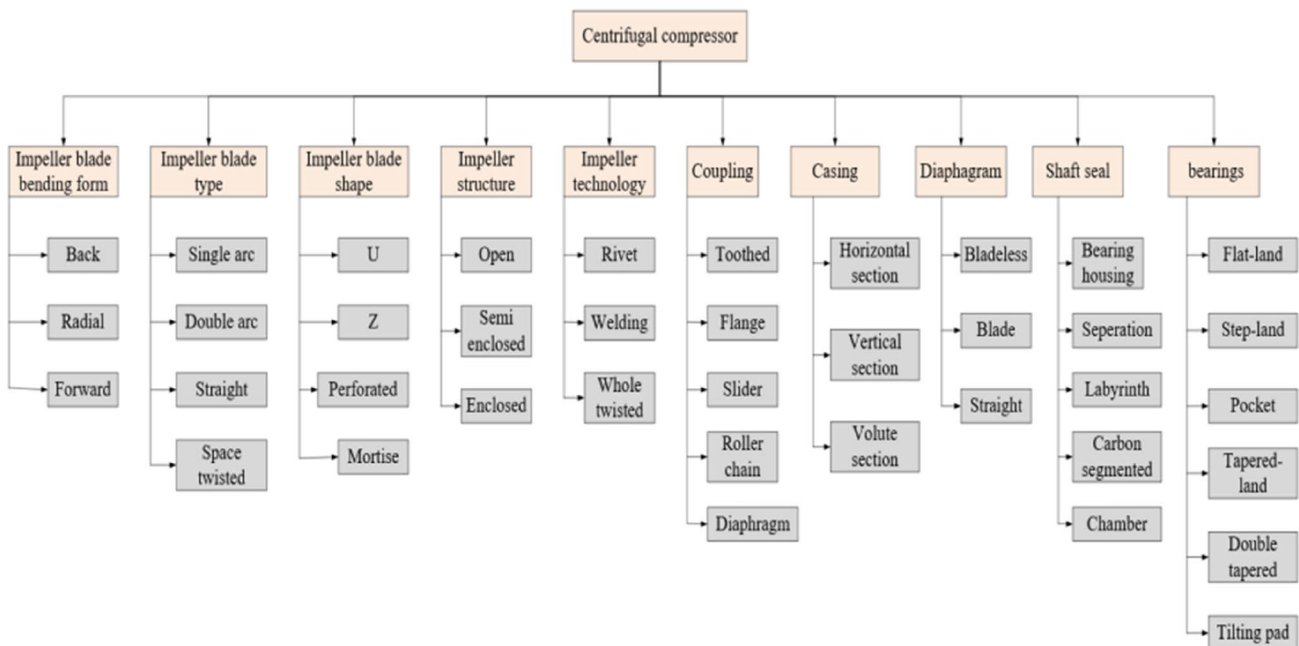 Centrifugal compressor
Impeller blade
bending form
Impeller blade
type
Impeller blade
shape
Impeller
structure
Impeller
technology
Coupling
Casing
Diaphagram
Shaft seal
bearings
Back
Radial
Forward
Single arc
Double arc
Straight
Space
twisted
U
Z
Perforated
Mortise
Open
Semi
enclosed
Enclosed
Rivet
Welding
Whole
twisted
Toothed
Flange
Slider
Roller
chain
Diaphragm
Horizontal
section
Vertical
section
Volute
section
Bladeless
Blade
Straight
Bearing
housing
Seperation
Labyrinth
Carbon
segmented
Chamber
Flat-land
Step-land
Pocket
Tapered-
land
Double
tapered
Tilting pad